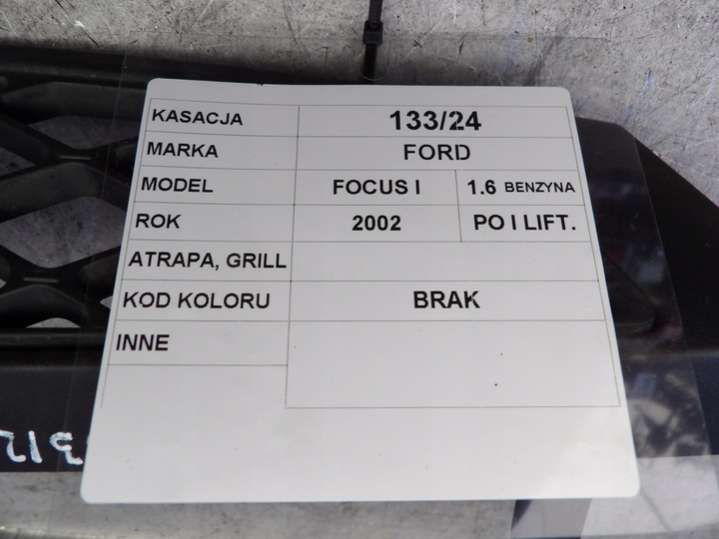 KASACJA 133/24
MARKA FORD
MODEL FOCUS I 1.6 BENZYNA
ROK 2002 PO I LIFT.
ATRAPA, GRILL
KOD KOLORU BRAK
INNE